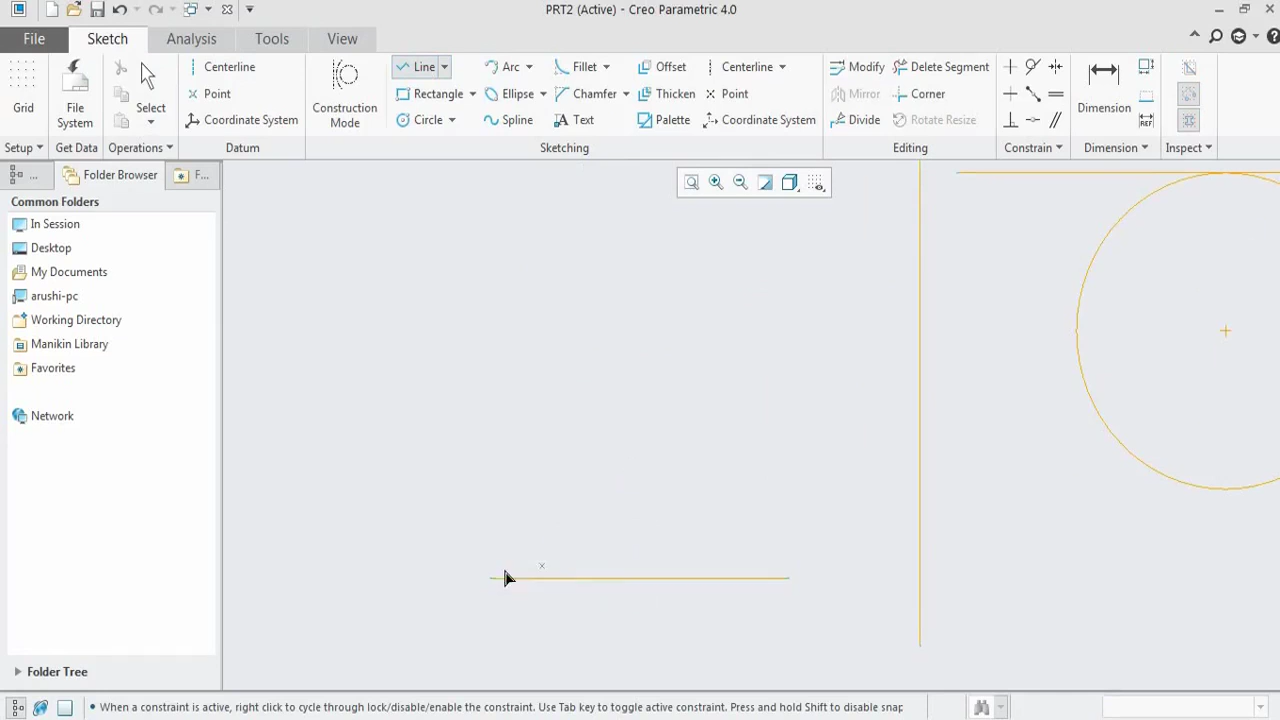 PRT2 (Active) - Creo Parametric 4.0
File Sketch Analysis Tools View
Grid
Setup
File System
Get Data
Select
Operations
Centerline
Point
Coordinate System
Datum
Construction Mode
Line Arc Fillet Offset Centerline
Rectangle Ellipse Chamfer Thicken Point
Circle Spline Text Palette Coordinate System
Sketching
Modify Delete Segment
Mirror Corner
Divide Rotate Resize
Editing
Constrain
Dimension
Dimension
REF
Inspect
... Folder Browser F...
Common Folders
In Session
Desktop
My Documents
arushi-pc
Working Directory
Manikin Library
Favorites
Network
Folder Tree
• When a constraint is active, right click to cycle through lock/disable/enable the constraint. Use Tab key to toggle active constraint. Press and hold Shift to disable snap